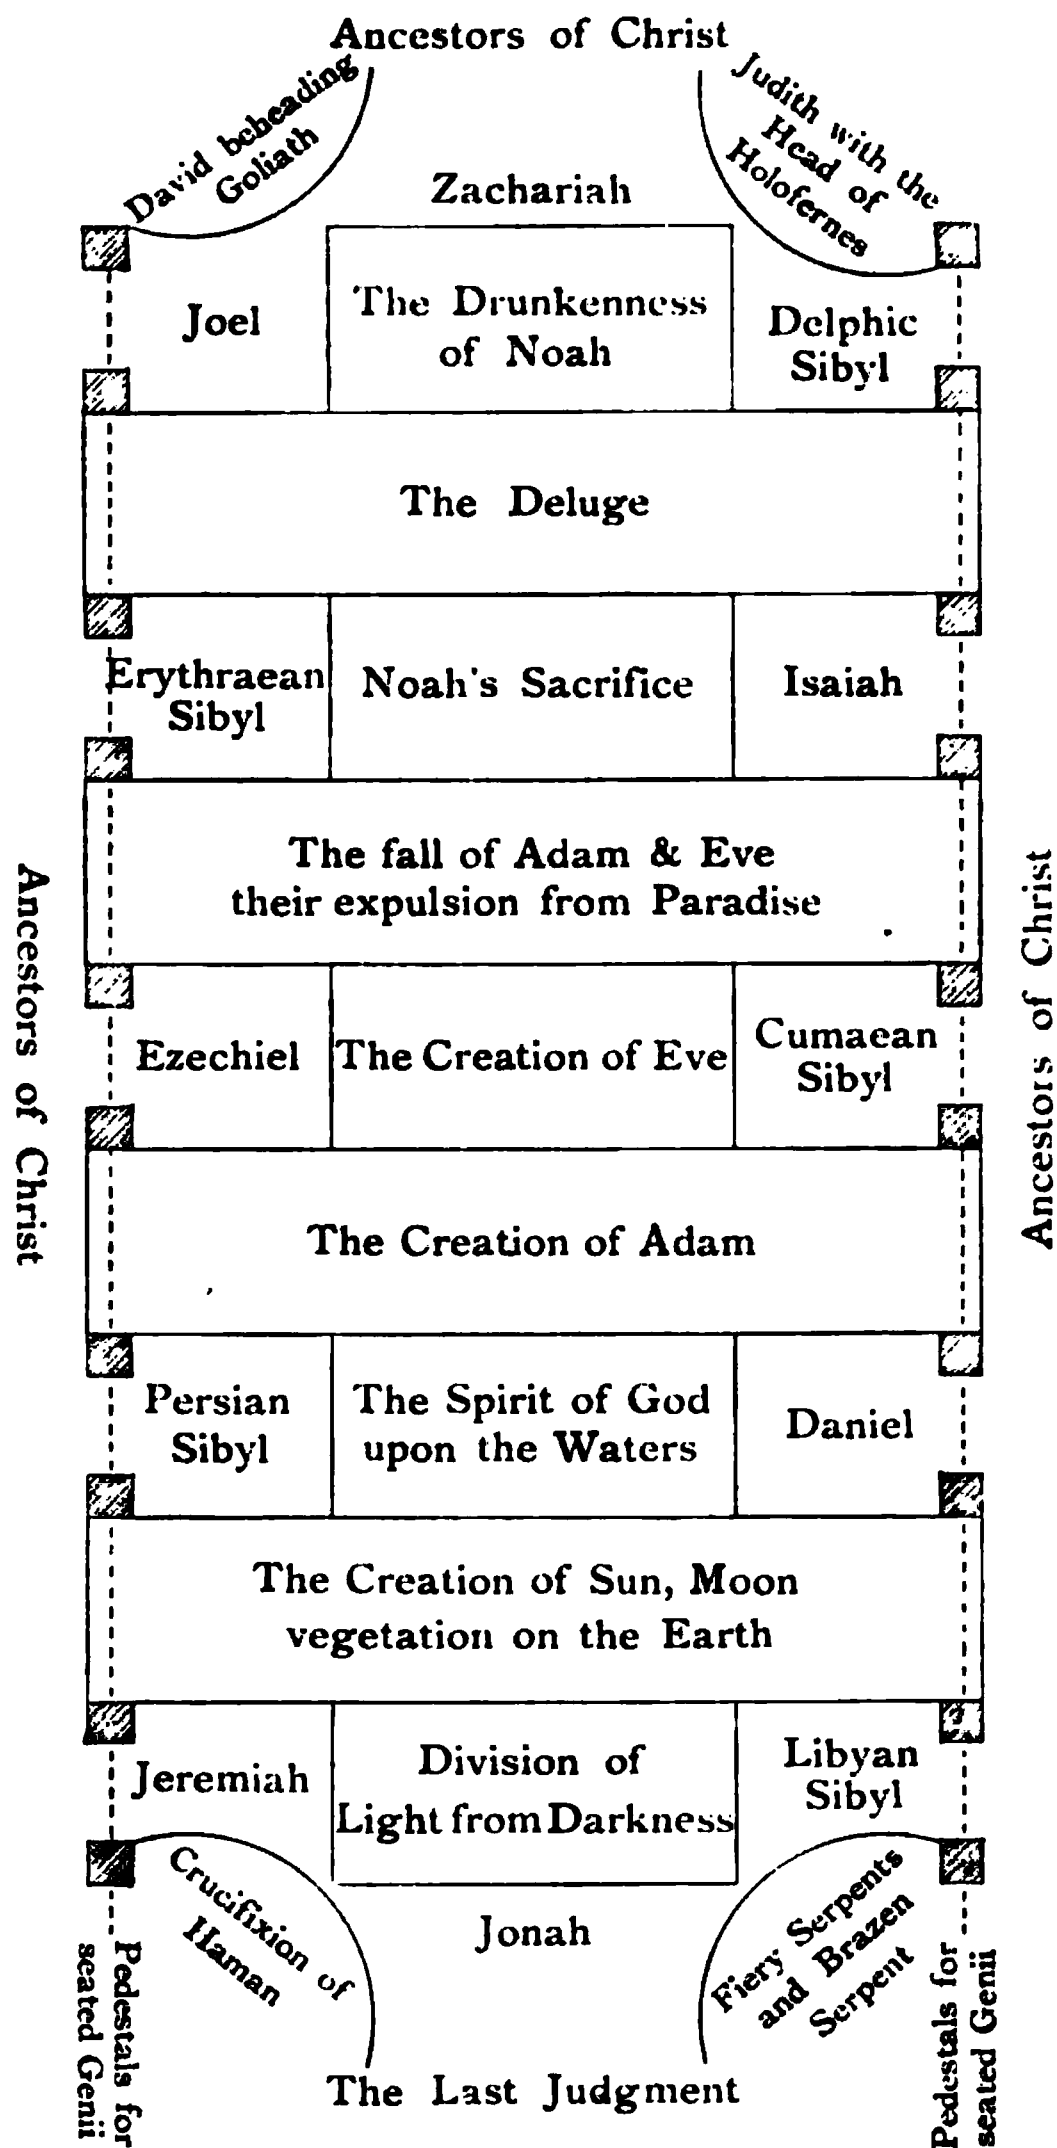 Ancestors of Christ
David beheading
Goliath
Judith with the
Head of
Holofernes
Zachariah
Joel
The Drunkenness
of Noah
Delphic
Sibyl
The Deluge
Erythraean
Sibyl
Noah's Sacrifice
Isaiah
The fall of Adam & Eve
their expulsion from Paradise
Ancestors of Christ
Ancestors of Christ
Ezechiel
The Creation of Eve
Cumaean
Sibyl
The Creation of Adam
Persian
Sibyl
The Spirit of God
upon the Waters
Daniel
The Creation of Sun, Moon
vegetation on the Earth
Jeremiah
Division of
Light from Darkness
Libyan
Sibyl
Crucifixion of
Haman
Jonah
Fiery Serpents
and Brazen
Serpent
Pedestals for
seated Genii
Pedestals for
seated Genii
The Last Judgment